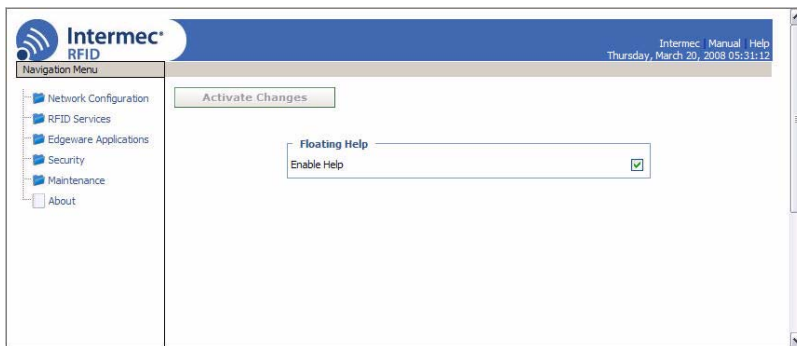 Intermec
RFID
Intermec | Manual | Help
Thursday, March 20, 2008 05:31:12
Navigation Menu
Network Configuration
RFID Services
Edgeware Applications
Security
Maintenance
About
Activate Changes
Floating Help
Enable Help